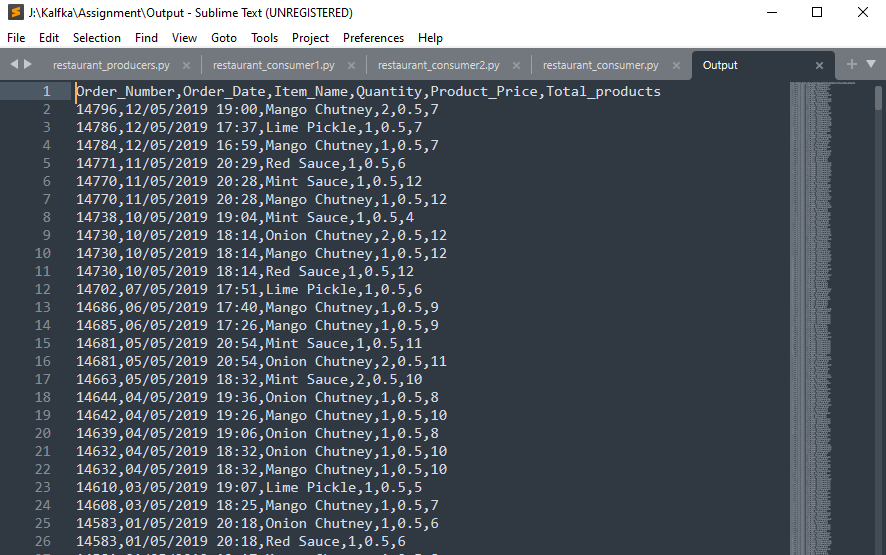 J:\Kalfka\Assignment\Output - Sublime Text (UNREGISTERED)
File Edit Selection Find View Goto Tools Project Preferences Help
restaurant_producers.py × restaurant_consumer1.py × restaurant_consumer2.py × restaurant_consumer.py × Output ×
1 Order_Number,Order_Date,Item_Name,Quantity,Product_Price,Total_products
2 14796,12/05/2019 19:00,Mango Chutney,2,0.5,7
3 14786,12/05/2019 17:37,Lime Pickle,1,0.5,7
4 14784,12/05/2019 16:59,Mango Chutney,1,0.5,7
5 14771,11/05/2019 20:29,Red Sauce,1,0.5,6
6 14770,11/05/2019 20:28,Mint Sauce,1,0.5,12
7 14770,11/05/2019 20:28,Mango Chutney,1,0.5,12
8 14738,10/05/2019 19:04,Mint Sauce,1,0.5,4
9 14730,10/05/2019 18:14,Onion Chutney,2,0.5,12
10 14730,10/05/2019 18:14,Mango Chutney,1,0.5,12
11 14730,10/05/2019 18:14,Red Sauce,1,0.5,12
12 14702,07/05/2019 17:51,Lime Pickle,1,0.5,6
13 14686,06/05/2019 17:40,Mango Chutney,1,0.5,9
14 14685,06/05/2019 17:26,Mango Chutney,1,0.5,9
15 14681,05/05/2019 20:54,Mint Sauce,1,0.5,11
16 14681,05/05/2019 20:54,Onion Chutney,2,0.5,11
17 14663,05/05/2019 18:32,Mint Sauce,2,0.5,10
18 14644,04/05/2019 19:36,Onion Chutney,1,0.5,8
19 14642,04/05/2019 19:26,Mango Chutney,1,0.5,10
20 14639,04/05/2019 19:06,Onion Chutney,1,0.5,8
21 14632,04/05/2019 18:32,Onion Chutney,1,0.5,10
22 14632,04/05/2019 18:32,Mango Chutney,1,0.5,10
23 14610,03/05/2019 19:07,Lime Pickle,1,0.5,5
24 14608,03/05/2019 18:25,Mango Chutney,1,0.5,7
25 14583,01/05/2019 20:18,Onion Chutney,1,0.5,6
26 14583,01/05/2019 20:18,Red Sauce,1,0.5,6